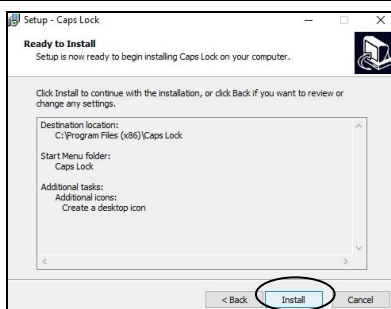 Setup - Caps Lock
Ready to Install
Setup is now ready to begin installing Caps Lock on your computer.
Click Install to continue with the installation, or click Back if you want to review or
change any settings.
Destination location:
C:\Program Files (x86)\Caps Lock
Start Menu folder:
Caps Lock
Additional tasks:
Additional icons:
Create a desktop icon
< Back
Install
Cancel